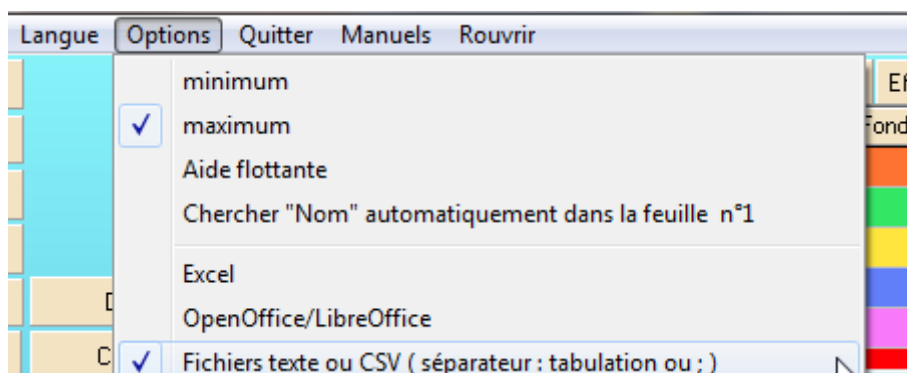 Langue Options Quitter Manuels Rouvrir
minimum
maximum
Aide flottante
Chercher "Nom" automatiquement dans la feuille n°1
Excel
OpenOffice/LibreOffice
Fichiers texte ou CSV ( séparateur : tabulation ou ; )